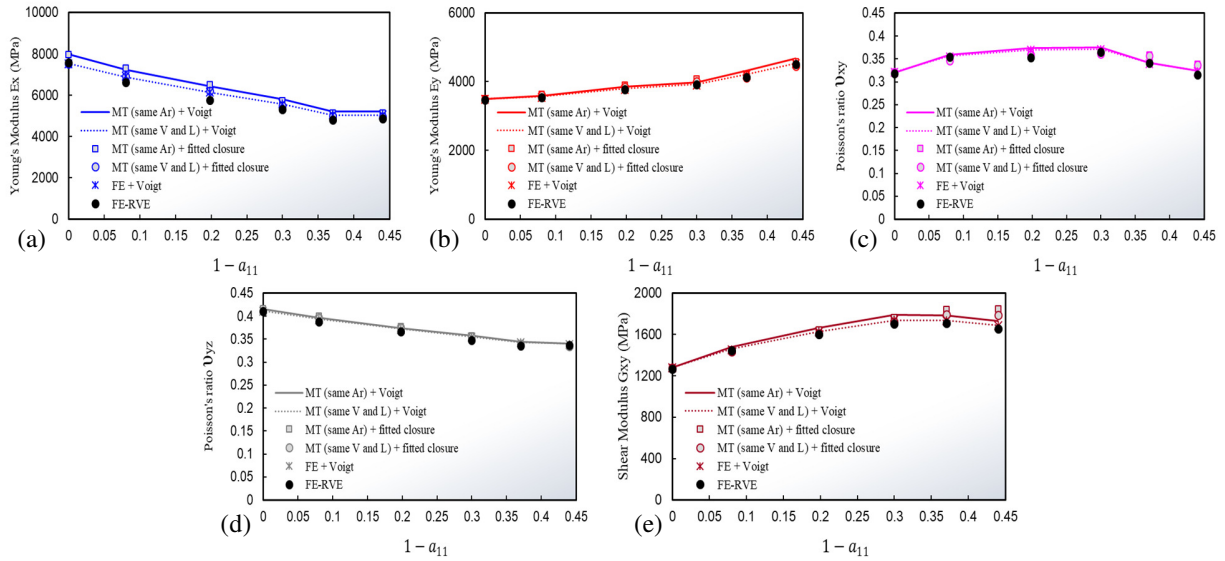 10000
8000
6000
4000
2000
0
Young's Modulus Ex (MPa)
MT (same Ar) + Voigt
MT (same V and L) + Voigt
MT (same Ar) + fitted closure
MT (same V and L) + fitted closure
FE + Voigt
FE-RVE
0 0.05 0.1 0.15 0.2 0.25 0.3 0.35 0.4 0.45
(a)
1 − a₁₁
6000
4000
2000
0
Young's Modulus Ey (MPa)
MT (same Ar) + Voigt
MT (same V and L) + Voigt
MT (same Ar) + fitted closure
MT (same V and L) + fitted closure
FE + Voigt
FE-RVE
0 0.05 0.1 0.15 0.2 0.25 0.3 0.35 0.4 0.45
(b)
1 − a₁₁
0.45
0.4
0.35
0.3
0.25
0.2
0.15
0.1
0.05
0
Poisson's ratio υxy
MT (same Ar) + Voigt
MT (same V and L) + Voigt
MT (same Ar) + fitted closure
MT (same V and L) + fitted closure
FE + Voigt
FE-RVE
0 0.05 0.1 0.15 0.2 0.25 0.3 0.35 0.4 0.45
(c)
1 − a₁₁
0.45
0.4
0.35
0.3
0.25
0.2
0.15
0.1
0.05
0
Poisson's ratio υyz
MT (same Ar) + Voigt
MT (same V and L) + Voigt
MT (same Ar) + fitted closure
MT (same V and L) + fitted closure
FE + Voigt
FE-RVE
0 0.05 0.1 0.15 0.2 0.25 0.3 0.35 0.4 0.45
(d)
1 − a₁₁
2000
1600
1200
800
400
0
Shear Modulus Gxy (MPa)
MT (same Ar) + Voigt
MT (same V and L) + Voigt
MT (same Ar) + fitted closure
MT (same V and L) + fitted closure
FE + Voigt
FE-RVE
0 0.05 0.1 0.15 0.2 0.25 0.3 0.35 0.4 0.45
(e)
1 − a₁₁